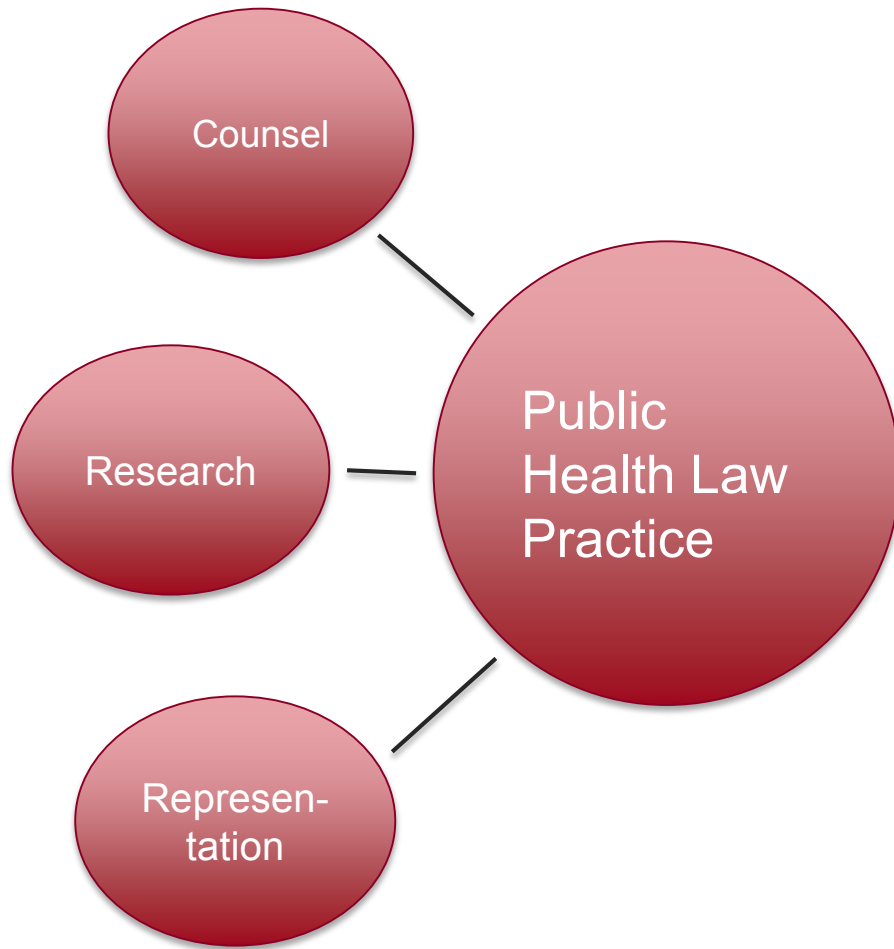 Counsel
Public
Health Law
Practice
Research
Represen-
tation